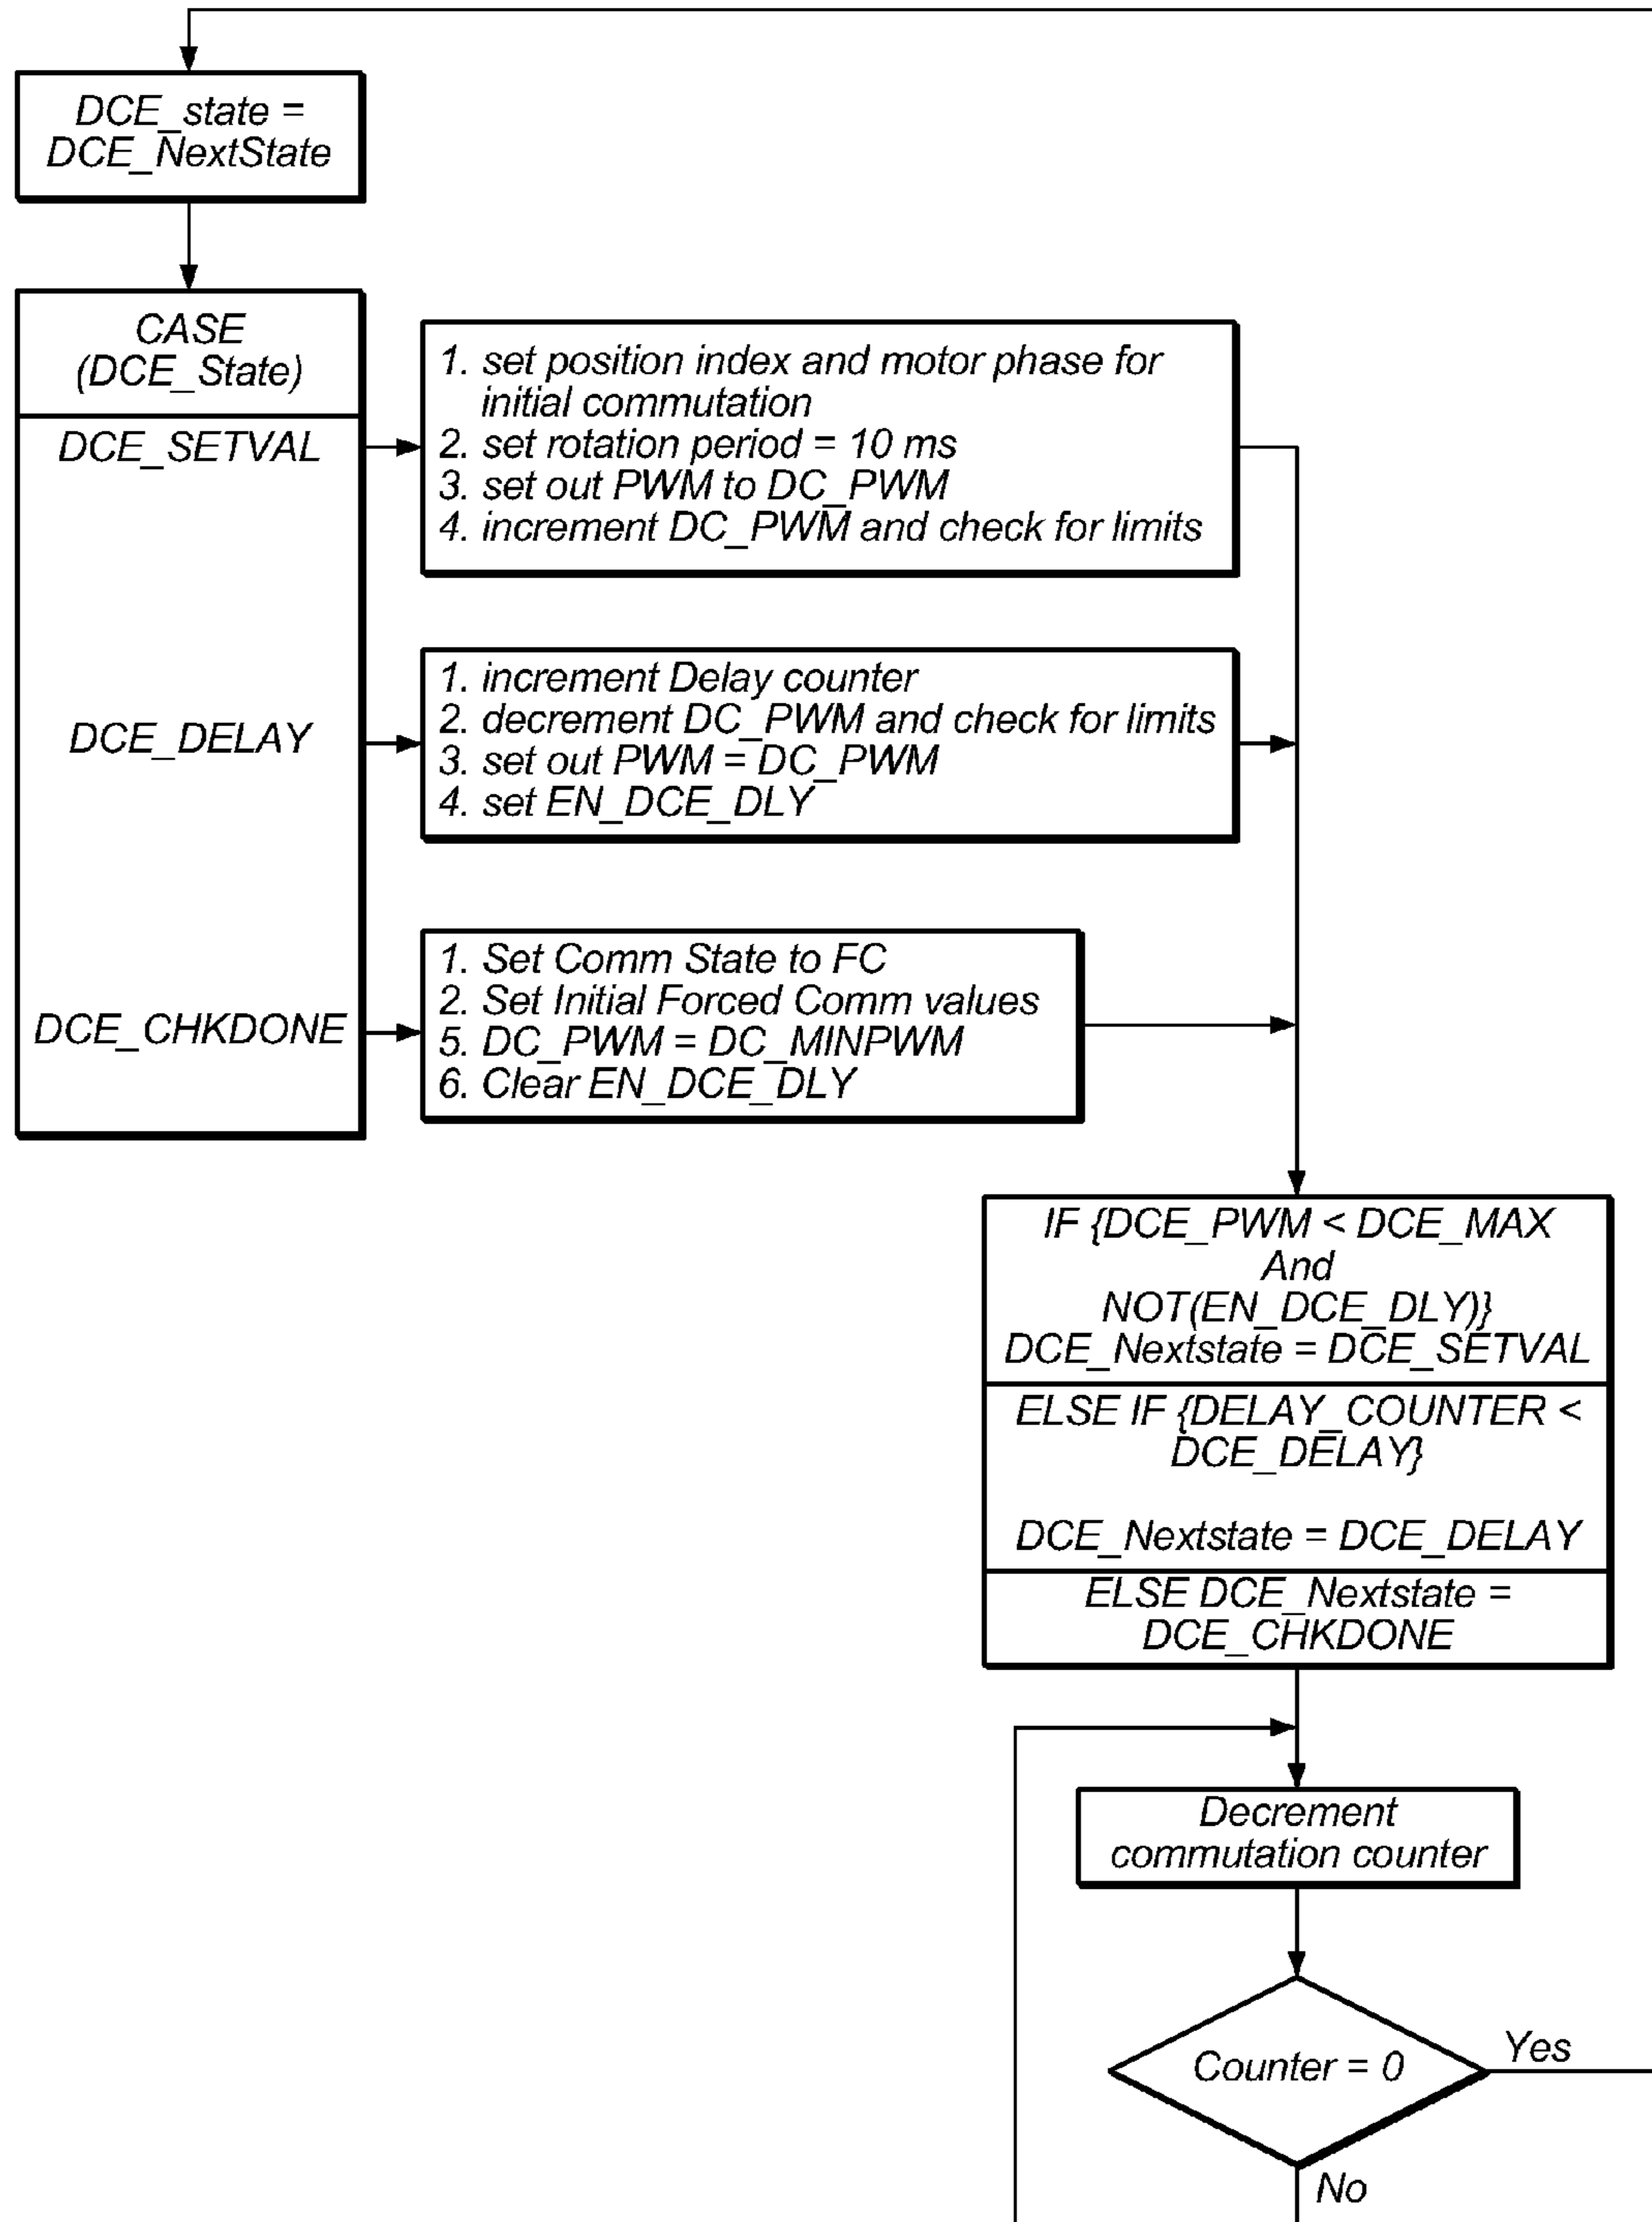 DCE_state =
DCE_NextState
CASE
(DCE_State)
DCE_SETVAL
1. set position index and motor phase for
initial commutation
2. set rotation period = 10 ms
3. set out PWM to DC_PWM
4. increment DC_PWM and check for limits
DCE_DELAY
1. increment Delay counter
2. decrement DC_PWM and check for limits
3. set out PWM = DC_PWM
4. set EN_DCE_DLY
DCE_CHKDONE
1. Set Comm State to FC
2. Set Initial Forced Comm values
5. DC_PWM = DC_MINPWM
6. Clear EN_DCE_DLY
IF {DCE_PWM < DCE_MAX
And
NOT(EN_DCE_DLY)}
DCE_Nextstate = DCE_SETVAL
ELSE IF {DELAY_COUNTER <
DCE_DELAY}
DCE_Nextstate = DCE_DELAY
ELSE DCE_Nextstate =
DCE_CHKDONE
Decrement
commutation counter
Counter = 0
Yes
No